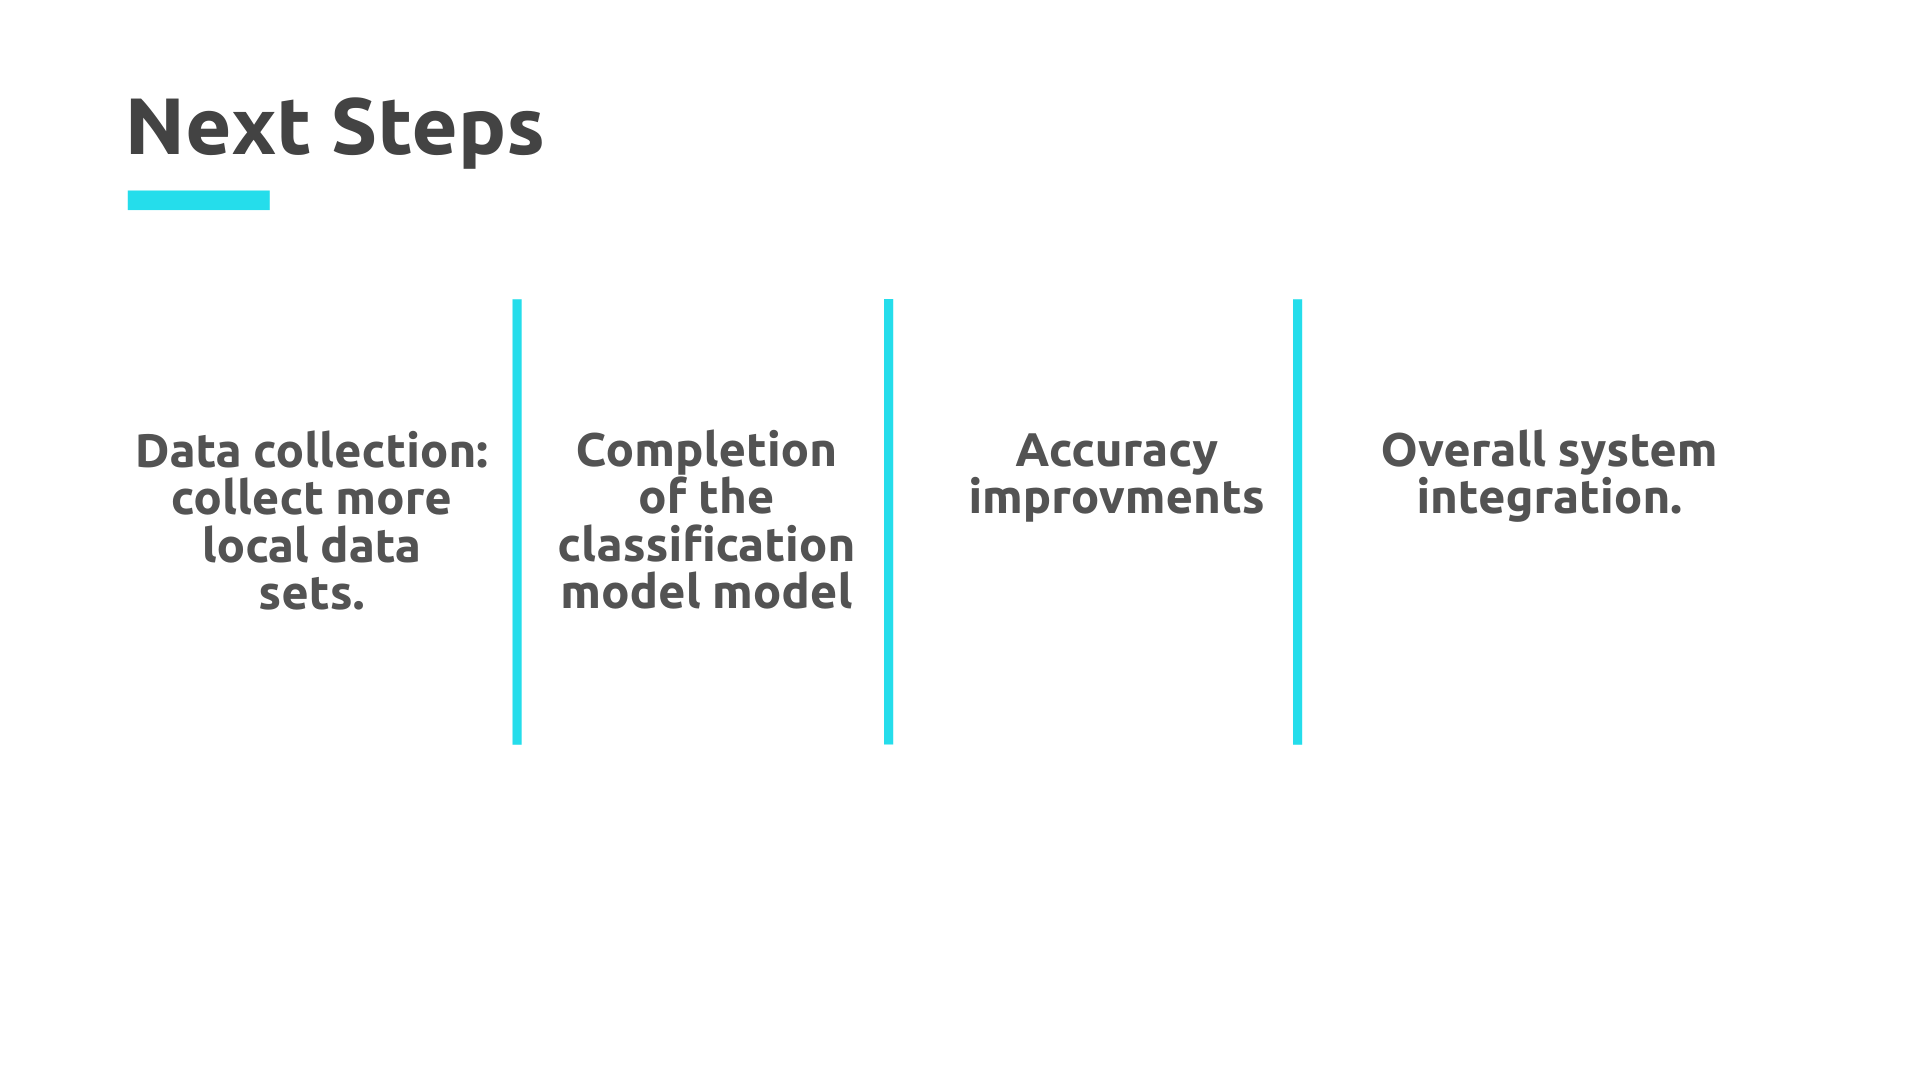 Next Steps
Data collection:
collect more
local data
sets.
Completion
of the
classification
model model
Accuracy
improvments
Overall system
integration.